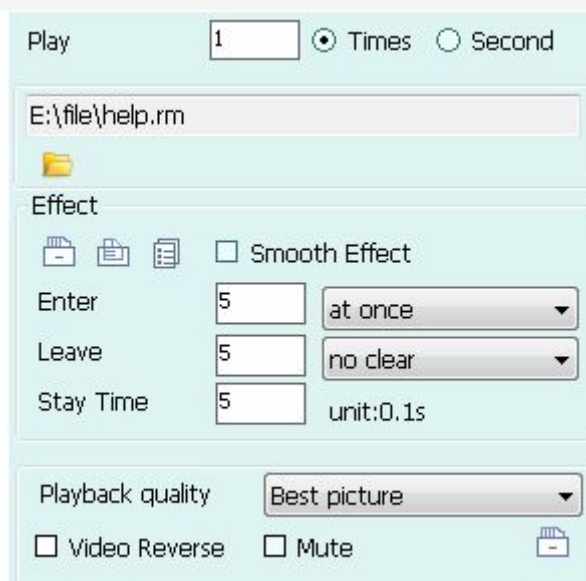 Play 1 Times Second
E:\file\help.rm
Effect
Smooth Effect
Enter 5 at once
Leave 5 no clear
Stay Time 5 unit:0.1s
Playback quality Best picture
Video Reverse Mute